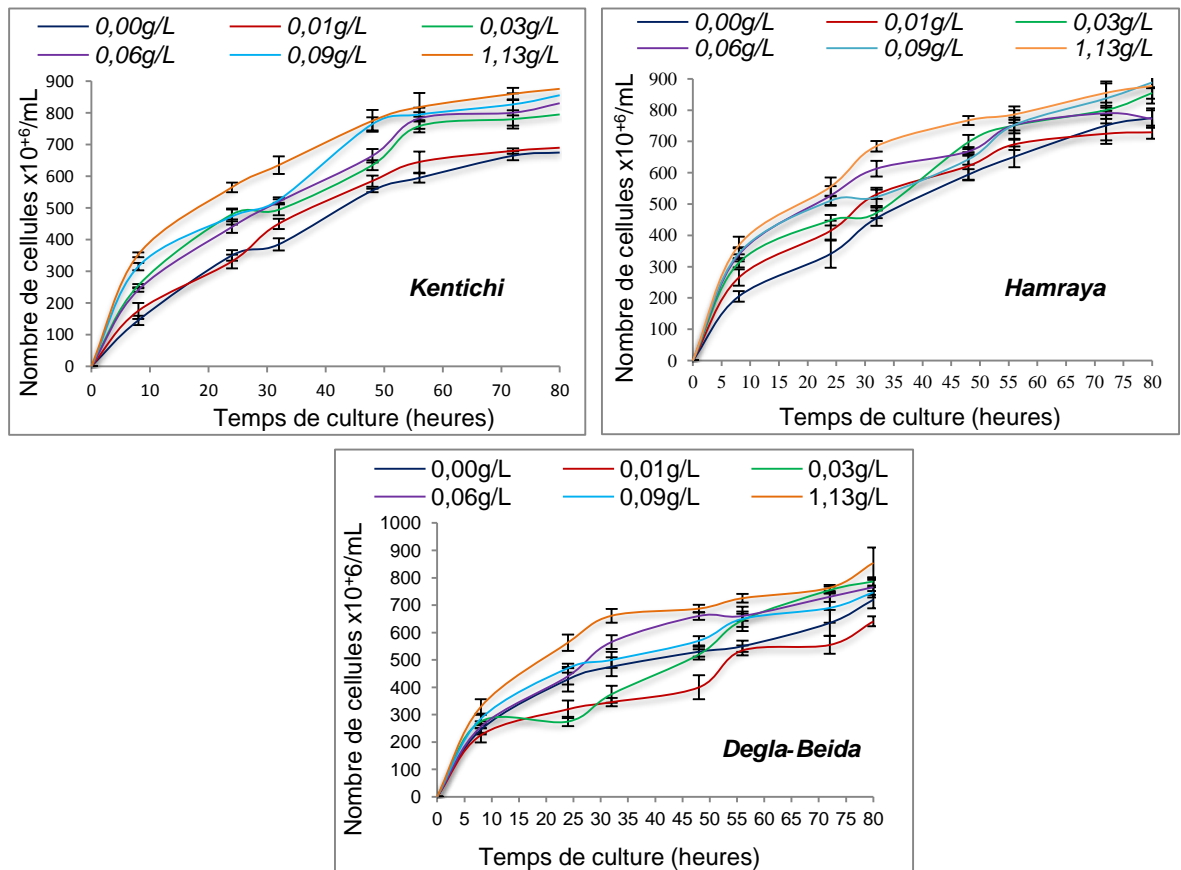 0,00g/L 0,01g/L 0,03g/L
0,06g/L 0,09g/L 1,13g/L
Nombre de cellules x10⁺⁶/mL
900
800
700
600
500
400
300
200
100
0
Kentichi
0 10 20 30 40 50 60 70 80
Temps de culture (heures)
0,00g/L 0,01g/L 0,03g/L
0,06g/L 0,09g/L 1,13g/L
Nombre de cellules x10⁺⁶/mL
900
800
700
600
500
400
300
200
100
0
Hamraya
0 5 10 15 20 25 30 35 40 45 50 55 60 65 70 75 80
Temps de culture (heures)
0,00g/L 0,01g/L 0,03g/L
0,06g/L 0,09g/L 1,13g/L
Nombre de cellules x10⁺6/mL
1000
900
800
700
600
500
400
300
200
100
0
Degla-Beida
0 5 10 15 20 25 30 35 40 45 50 55 60 65 70 75 80
Temps de culture (heures)